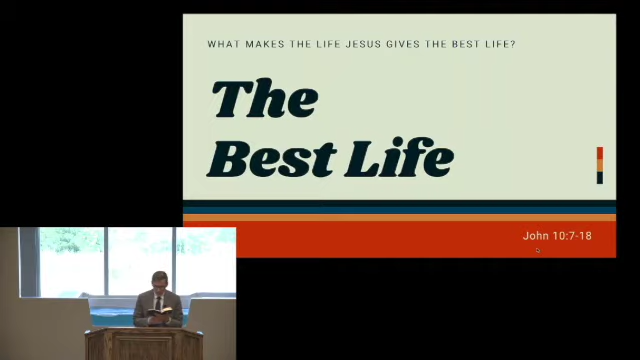 WHAT MAKES THE LIFE JESUS GIVES THE BEST LIFE?
The
Best Life
John 10:7-18